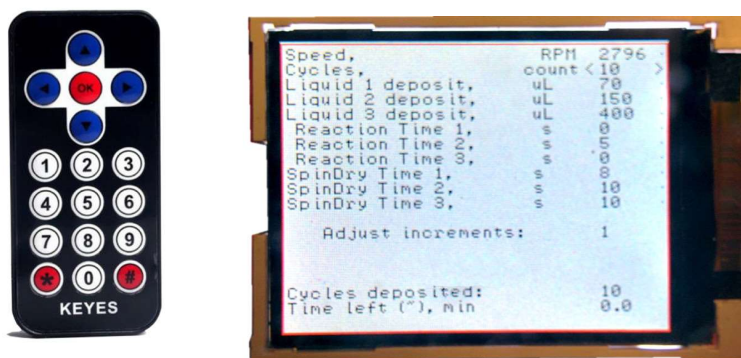 OK
1 2 3
4 5 6
7 8 9
* 0 #
KEYES
Speed, RPM 2796
Cycles, count < 10 >
Liquid 1 deposit, uL 70
Liquid 2 deposit, uL 150
Liquid 3 deposit, uL 400
Reaction Time 1, s 0
Reaction Time 2, s 5
Reaction Time 3, s 0
SpinDry Time 1, s 8
SpinDry Time 2, s 10
SpinDry Time 3, s 10
Adjust increments: 1
Cycles deposited: 10
Time left (~), min 0.0